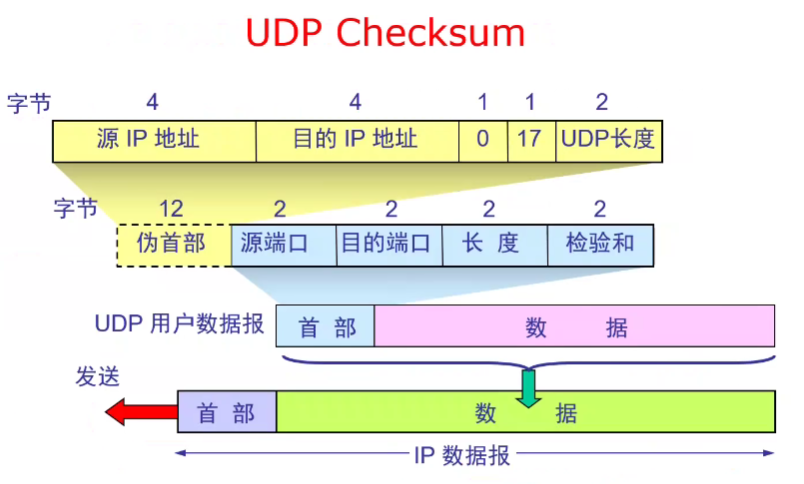 UDP Checksum
字节 4 4 1 1 2
源 IP 地址 目的 IP 地址 0 17 UDP长度
字节 12 2 2 2 2
伪首部 源端口 目的端口 长 度 检验和
UDP 用户数据报 首 部 数 据
发送
首 部 数 据
IP 数据报